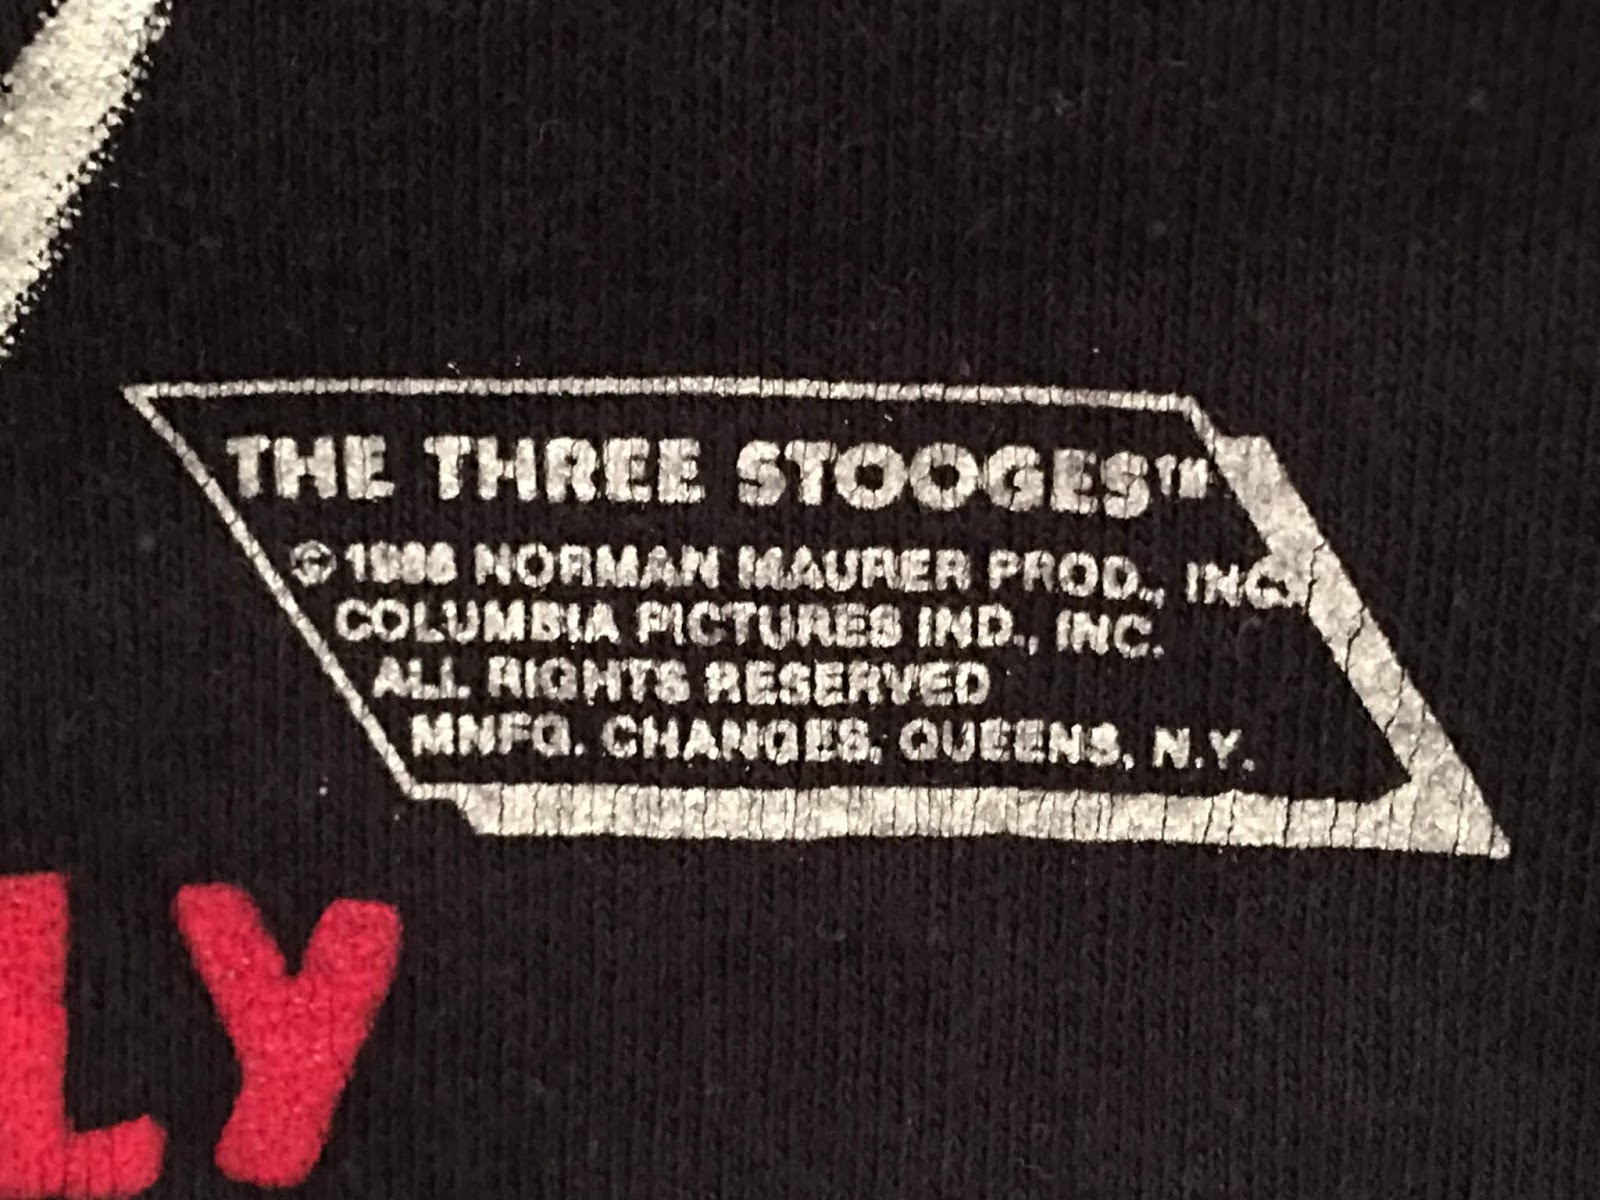 THE THREE STOOGES™
© NORMAN MAURER PROD., INC.
COLUMBIA PICTURES IND., INC.
ALL RIGHTS RESERVED
MNFG. CHANGES, QUEENS, N.Y.
LY